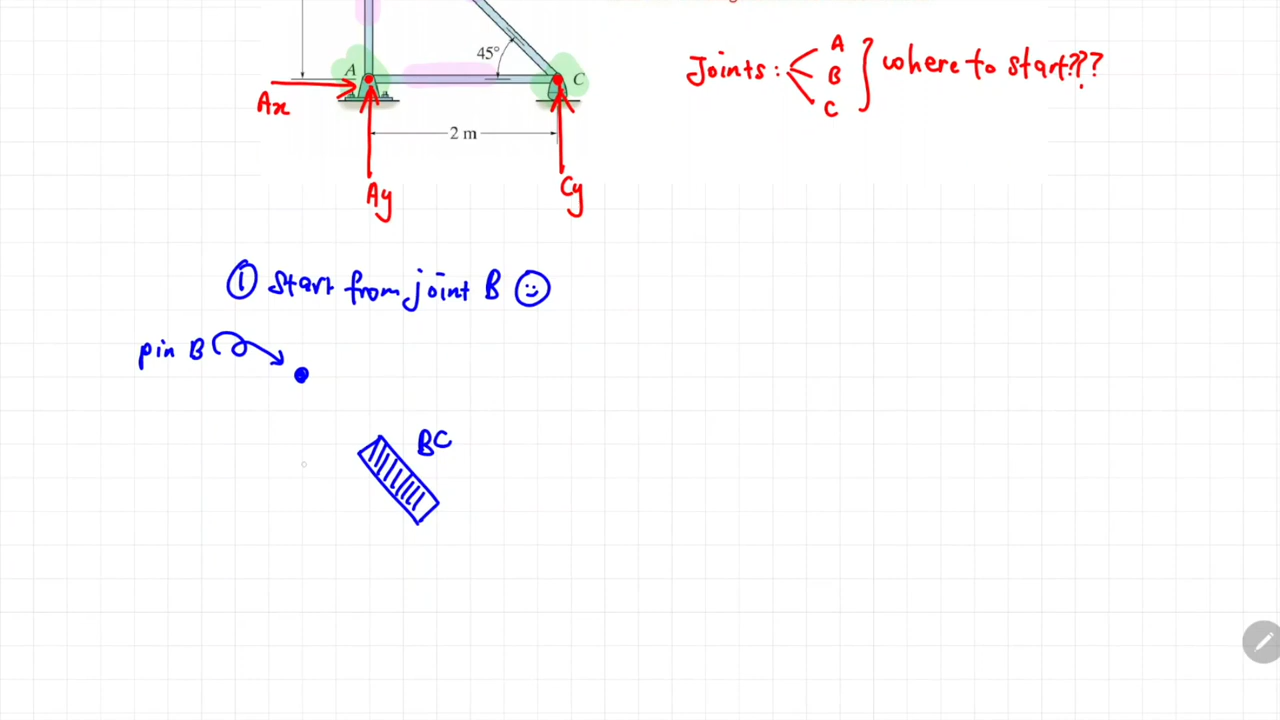 45°
A
C
Ax
2 m
Ay
Cy
Joints:
A
B
C
where to start???
① start from joint B
pin B
BC